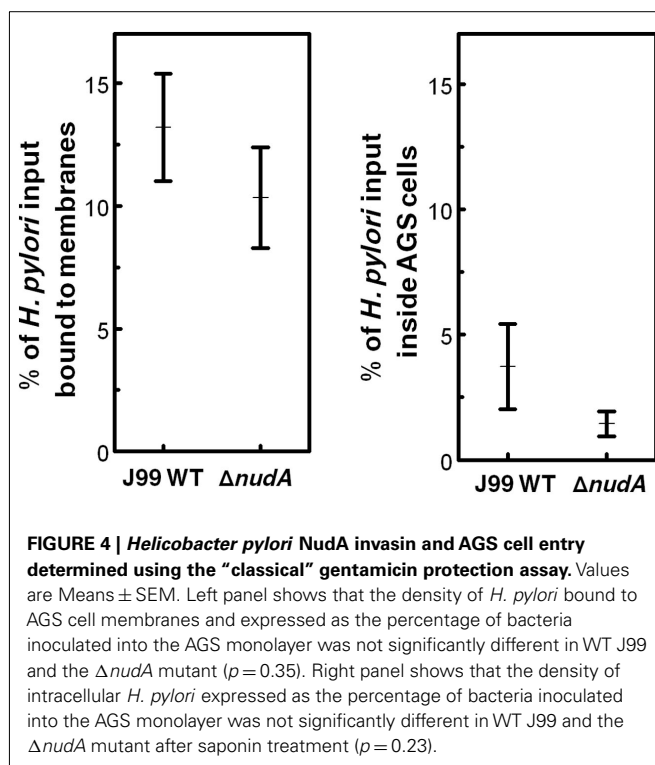 % of H. pylori input
bound to membranes
15
10
5
0
J99 WT ΔnudA
% of H. pylori input
inside AGS cells
15
10
5
0
J99 WT ΔnudA
FIGURE 4 | Helicobacter pylori NudA invasin and AGS cell entry
determined using the “classical” gentamicin protection assay. Values
are Means ± SEM. Left panel shows that the density of H. pylori bound to
AGS cell membranes and expressed as the percentage of bacteria
inoculated into the AGS monolayer was not significantly different in WT J99
and the ΔnudA mutant (p = 0.35). Right panel shows that the density of
intracellular H. pylori expressed as the percentage of bacteria inoculated
into the AGS monolayer was not significantly different in WT J99 and the
ΔnudA mutant after saponin treatment (p = 0.23).